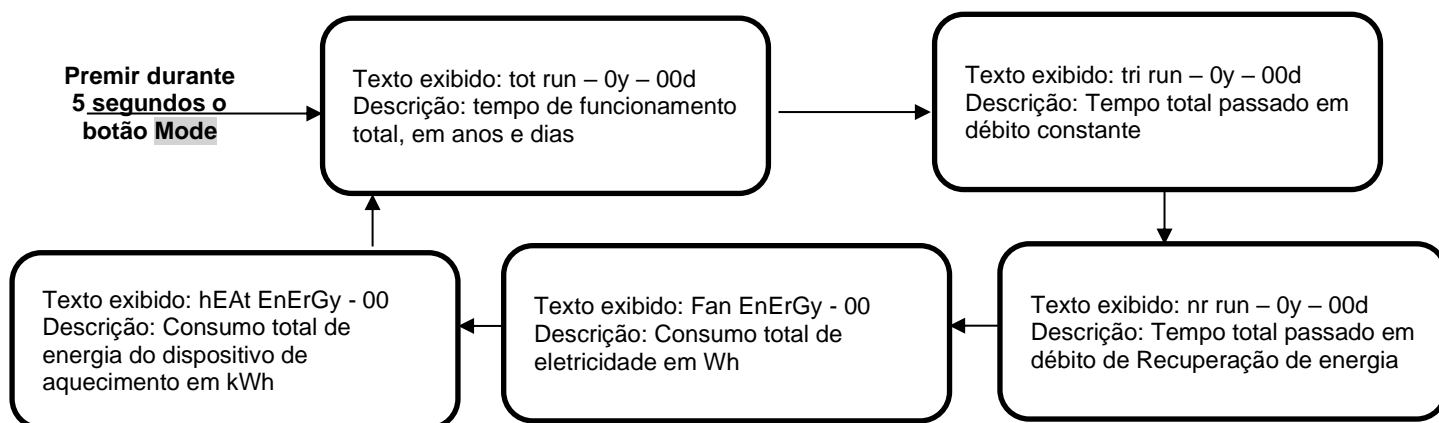 Premir durante
5 segundos o
botão Mode
Texto exibido: tot run – 0y – 00d
Descrição: tempo de funcionamento
total, em anos e dias
Texto exibido: tri run – 0y – 00d
Descrição: Tempo total passado em
débito constante
Texto exibido: nr run – 0y – 00d
Descrição: Tempo total passado em
débito de Recuperação de energia
Texto exibido: Fan EnErGy - 00
Descrição: Consumo total de
eletricidade em Wh
Texto exibido: hEAt EnErGy - 00
Descrição: Consumo total de
energia do dispositivo de
aquecimento em kWh